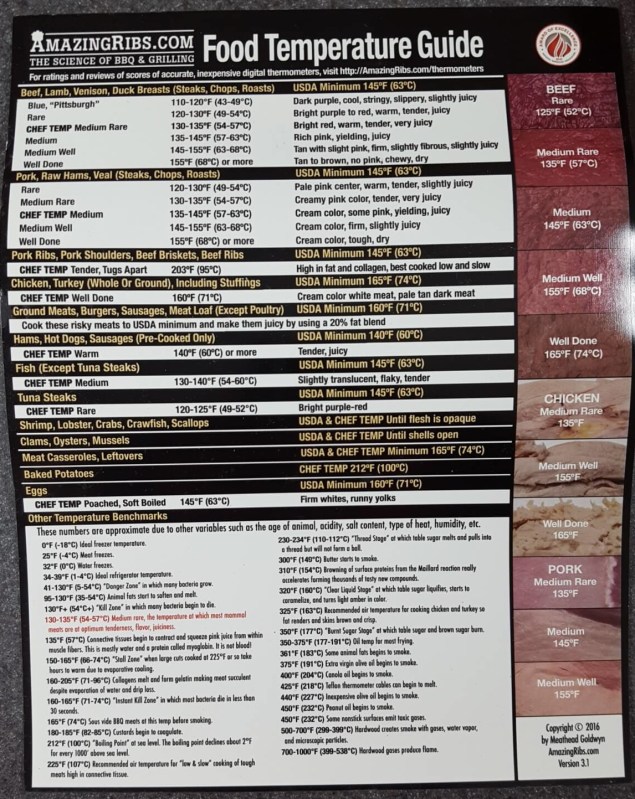 AMAZINGRIBS.COM
THE SCIENCE OF BBQ & GRILLING
Food Temperature Guide
For ratings and reviews of scores of accurate, inexpensive digital thermometers, visit http://AmazingRibs.com/thermometers
Beef, Lamb, Venison, Duck Breasts (Steaks, Chops, Roasts) USDA Minimum 145°F (63°C)
Blue, "Pittsburgh" 110-120°F (43-49°C) Dark purple, cool, stringy, slippery, slightly juicy
Rare 120-130°F (49-54°C) Bright purple to red, warm, tender, juicy
CHEF TEMP Medium Rare 130-135°F (54-57°C) Bright red, warm, tender, very juicy
Medium 135-145°F (57-63°C) Rich pink, yielding, juicy
Medium Well 145-155°F (63-68°C) Tan with slight pink, firm, slightly fibrous, slightly juicy
Well Done 155°F (68°C) or more Tan to brown, no pink, chewy, dry
Pork, Raw Hams, Veal (Steaks, Chops, Roasts) USDA Minimum 145°F (63°C)
Rare 120-130°F (49-54°C) Pale pink center, warm, tender, slightly juicy
Medium Rare 130-135°F (54-57°C) Creamy pink color, tender, very juicy
CHEF TEMP Medium 135-145°F (57-63°C) Cream color, some pink, yielding, juicy
Medium Well 145-155°F (63-68°C) Cream color, firm, slightly juicy
Well Done 155°F (68°C) or more Cream color, tough, dry
Pork Ribs, Pork Shoulders, Beef Briskets, Beef Ribs USDA Minimum 145°F (63°C)
CHEF TEMP Tender, Tugs Apart 203°F (95°C) High in fat and collagen, best cooked low and slow
Chicken, Turkey (Whole Or Ground), Including Stuffings USDA Minimum 165°F (74°C)
CHEF TEMP Well Done 160°F (71°C) Cream color white meat, pale tan dark meat
Ground Meats, Burgers, Sausages, Meat Loaf (Except Poultry) USDA Minimum 160°F (71°C)
Cook these risky meats to USDA minimum and make them juicy by using a 20% fat blend
Hams, Hot Dogs, Sausages (Pre-Cooked Only) USDA Minimum 140°F (60°C)
CHEF TEMP Warm 140°F (60°C) or more Tender, juicy
Fish (Except Tuna Steaks) USDA Minimum 145°F (63°C)
CHEF TEMP Medium 130-140°F (54-60°C) Slightly translucent, flaky, tender
Tuna Steaks USDA Minimum 145°F (63°C)
CHEF TEMP Rare 120-125°F (49-52°C) Bright purple-red
Shrimp, Lobster, Crabs, Crawfish, Scallops USDA & CHEF TEMP Until flesh is opaque
Clams, Oysters, Mussels USDA & CHEF TEMP Until shells open
Meat Casseroles, Leftovers USDA & CHEF TEMP Minimum 165°F (74°C)
Baked Potatoes CHEF TEMP 212°F (100°C)
Eggs USDA Minimum 160°F (71°C)
CHEF TEMP Poached, Soft Boiled 145°F (63°C) Firm whites, runny yolks
Other Temperature Benchmarks
These numbers are approximate due to other variables such as the age of animal, acidity, salt content, type of heat, humidity, etc.
0°F (-18°C) Ideal freezer temperature.
25°F (-4°C) Meat freezes.
32°F (0°C) Water freezes.
34-39°F (1-4°C) Ideal refrigerator temperature.
41-130°F (5-54°C) "Danger Zone" in which many bacteria grow.
95-130°F (35-54°C) Animal fats start to soften and melt.
130°F+ (54°C+) "Kill Zone" in which many bacteria begin to die.
130-135°F (54-57°C) Medium rare, the temperature at which most mammal
meats are at optimum tenderness, flavor, juiciness.
135°F (57°C) Connective tissues begin to contract and squeeze pink juice from within
muscle fibers. This is mostly water and a protein called myoglobin. It is not blood!
150-165°F (66-74°C) "Stall Zone" when large cuts cooked at 225°F or so take
hours to warm due to evaporative cooling.
160-205°F (71-96°C) Collagens melt and form gelatin making meat succulent
despite evaporation of water and drip loss.
160-165°F (71-74°C) "Instant Kill Zone" in which most bacteria die in less than
30 seconds.
165°F (74°C) Sous vide BBQ meats at this temp before smoking.
180-185°F (82-85°C) Custards begin to coagulate.
212°F (100°C) "Boiling Point" at sea level. The boiling point declines about 2°F
for every 1000' above sea level.
225°F (107°C) Recommended air temperature for "low & slow" cooking of tough
meats high in connective tissue.
230-234°F (110-112°C) "Thread Stage" at which table sugar melts and pulls into
a thread but will not form a ball.
300°F (149°C) Butter starts to smoke.
310°F (154°C) Browning of surface proteins from the Maillard reaction really
accelerates forming thousands of tasty new compounds.
320°F (160°C) "Clear Liquid Stage" at which table sugar liquifies, starts to
caramelize, and turns light amber in color.
325°F (163°C) Recommended air temperature for cooking chicken and turkey so
fat renders and skins brown and crisp.
350°F (177°C) "Burnt Sugar Stage" at which table sugar and brown sugar burn.
350-375°F (177-191°C) Oil temp for most frying.
361°F (183°C) Some animal fats begin to smoke.
375°F (191°C) Extra virgin olive oil begins to smoke.
400°F (204°C) Canola oil begins to smoke.
425°F (218°C) Teflon thermometer cables can begin to melt.
440°F (227°C) Inexpensive olive oil begins to smoke.
450°F (232°C) Peanut oil begins to smoke.
450°F (232°C) Some nonstick surfaces emit toxic gases.
500-700°F (299-399°C) Hardwood creates smoke with gases, water vapor,
and microscopic particles.
700-1000°F (399-538°C) Hardwood gases produce flame.
BEEF
Rare
125°F (52°C)
Medium Rare
135°F (57°C)
Medium
145°F (63°C)
Medium Well
155°F (68°C)
Well Done
165°F (74°C)
CHICKEN
Medium Rare
135°F
Medium Well
155°F
Well Done
165°F
PORK
Medium Rare
135°F
Medium
145°F
Medium Well
155°F
Copyright © 2016
by Meathead Goldwyn
AmazingRibs.com
Version 3.1